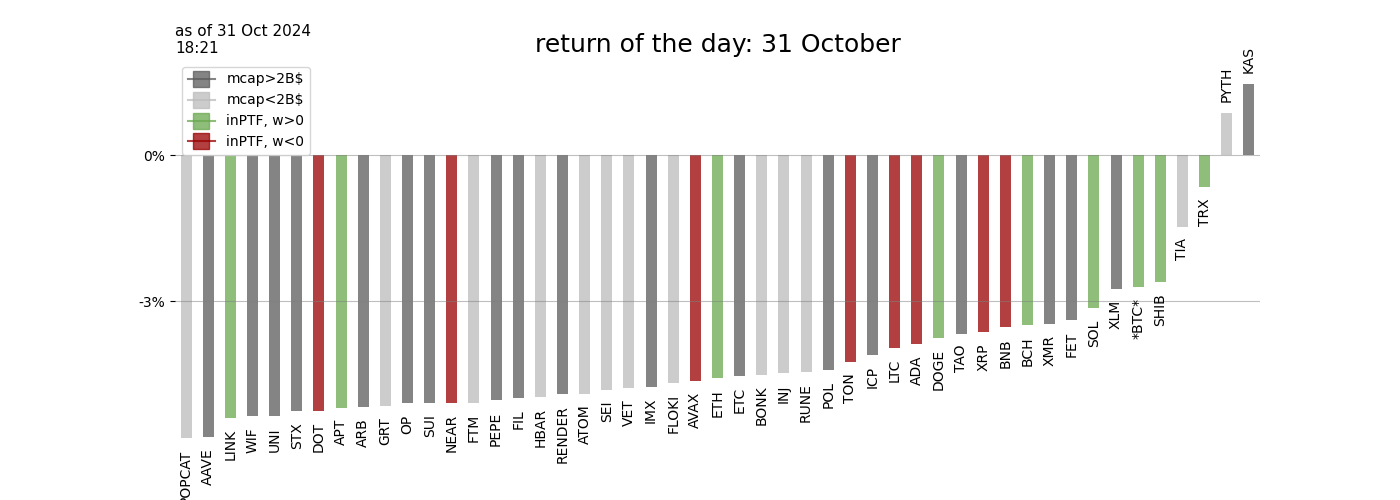 as of 31 Oct 2024
18:21
return of the day: 31 October
mcap>2B$
mcap<2B$
inPTF, w>0
inPTF, w<0
0%
-3%
AAVE
LINK
WIF
UNI
STX
DOT
APT
ARB
GRT
OP
SUI
NEAR
FTM
PEPE
FIL
HBAR
RENDER
ATOM
SEI
VET
IMX
FLOKI
AVAX
ETH
ETC
BONK
INJ
RUNE
POL
TON
ICP
LTC
ADA
DOGE
TAO
XRP
BNB
BCH
XMR
FET
SOL
XLM
*BTC*
SHIB
TIA
TRX
PYTH
KAS